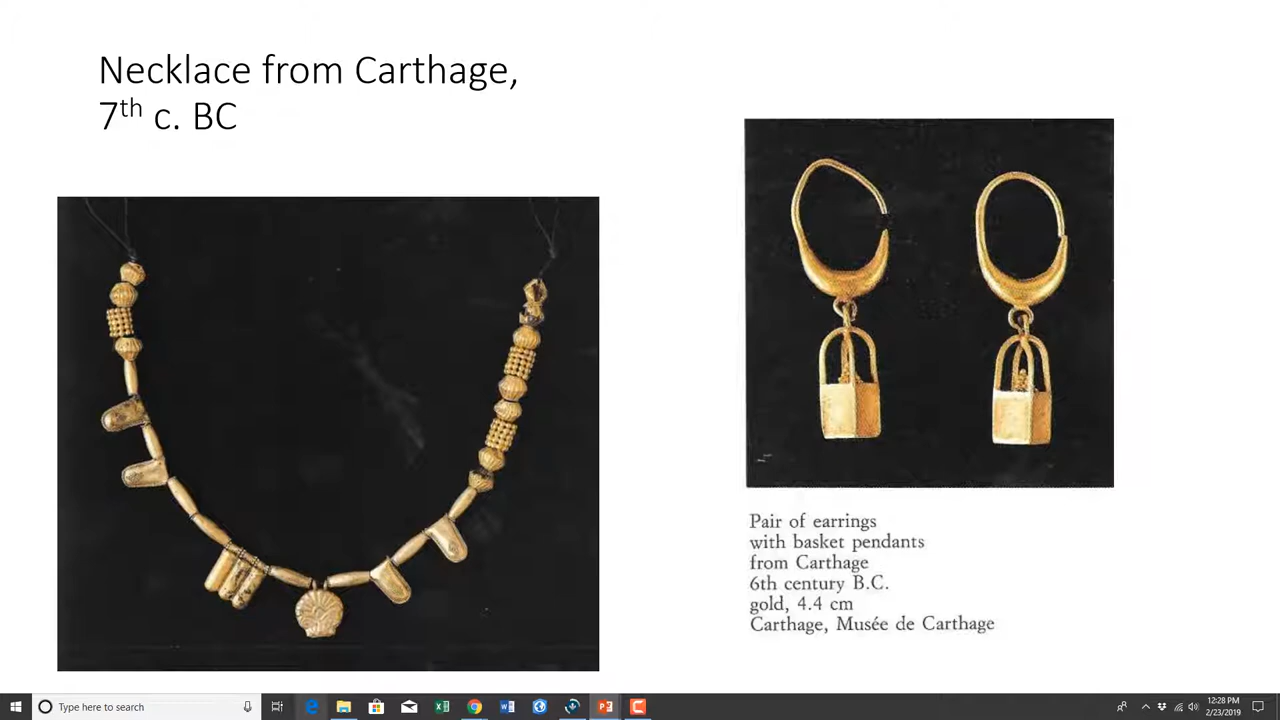 Necklace from Carthage,
7th c. BC
Pair of earrings
with basket pendants
from Carthage
6th century B.C.
gold, 4.4 cm
Carthage, Musée de Carthage
Type here to search
12:28 PM
2/23/2019